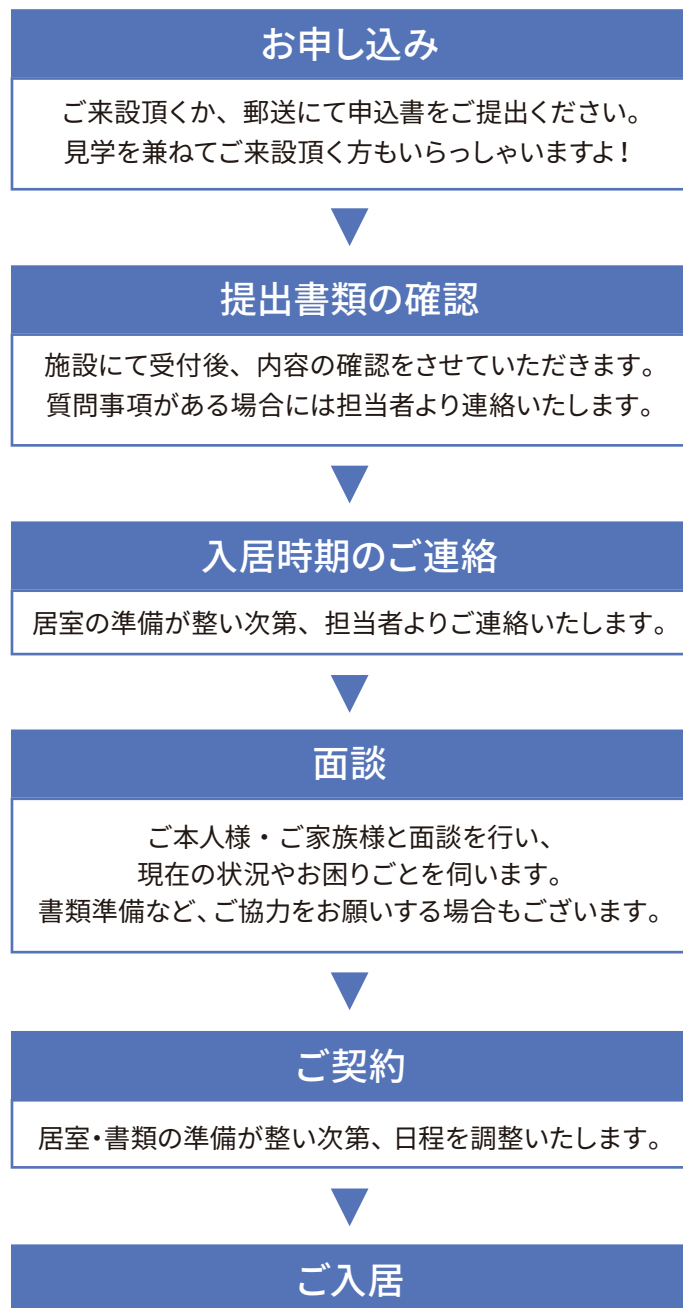 お申し込み
ご来設頂くか、郵送にて申込書をご提出ください。
見学を兼ねてご来設頂く方もいらっしゃいますよ！
提出書類の確認
施設にて受付後、内容の確認をさせていただきます。
質問事項がある場合には担当者より連絡いたします。
入居時期のご連絡
居室の準備が整い次第、担当者よりご連絡いたします。
面談
ご本人様・ご家族様と面談を行い、
現在の状況やお困りごとを伺います。
書類準備など、ご協力をお願いする場合もございます。
ご契約
居室・書類の準備が整い次第、日程を調整いたします。
ご入居